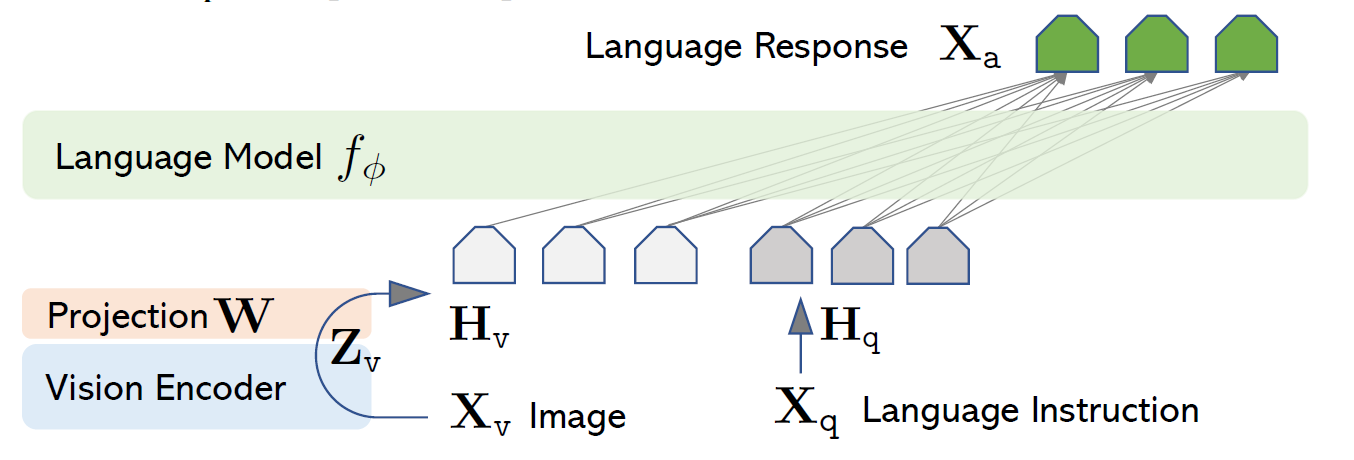 Language Response X_a
Language Model f_ϕ
Projection W
H_v
H_q
Z_v
Vision Encoder
X_v Image
X_q Language Instruction